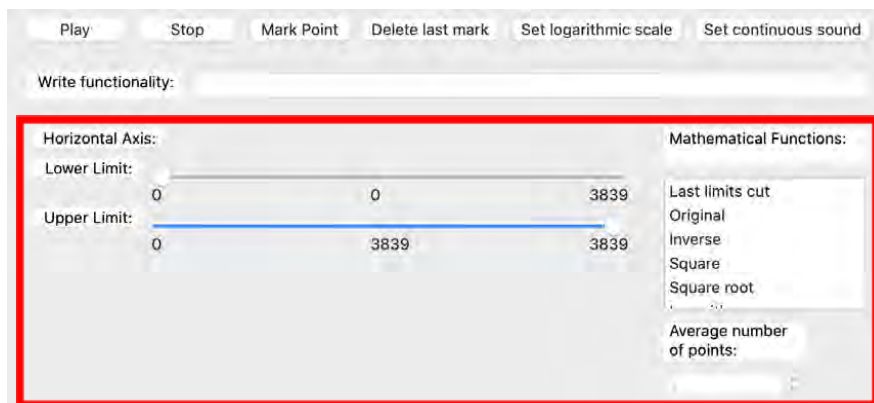 Play Stop Mark Point Delete last mark Set logarithmic scale Set continuous sound
Write functionality:
Horizontal Axis:
Lower Limit:
0 0 3839
Upper Limit:
0 3839 3839
Mathematical Functions:
Last limits cut
Original
Inverse
Square
Square root
Average number
of points: